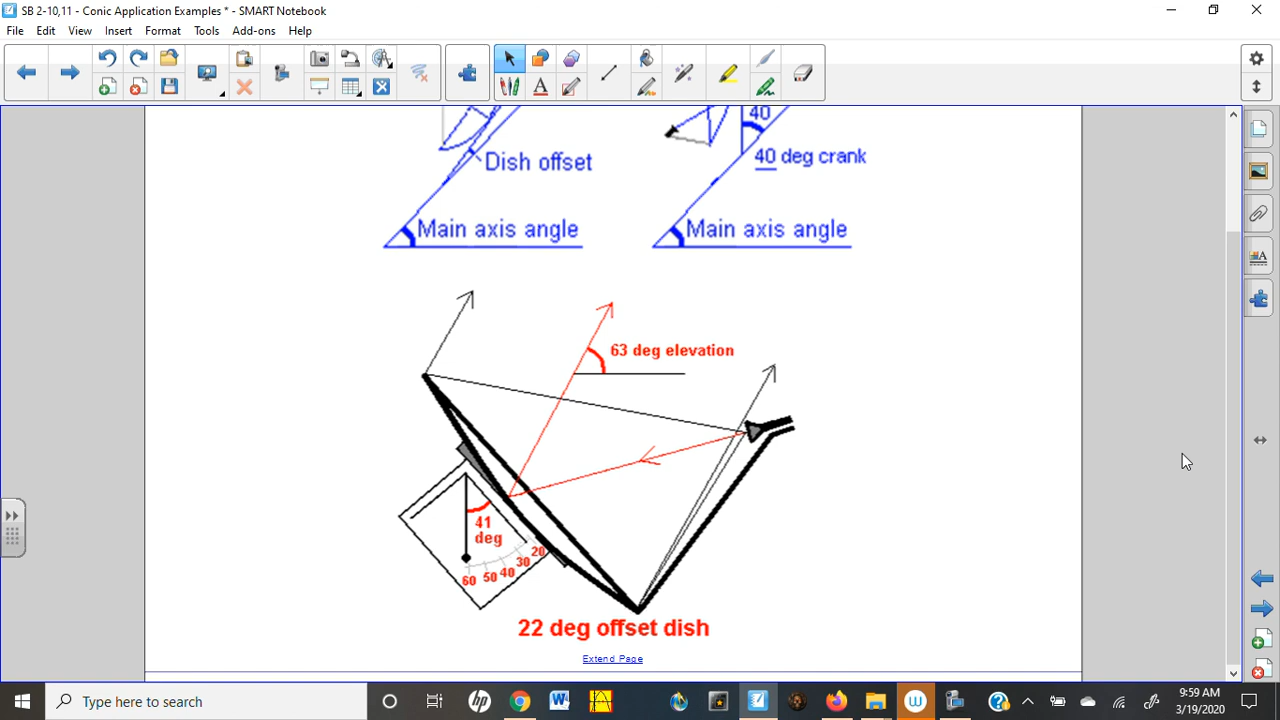 SB 2-10,11 - Conic Application Examples * - SMART Notebook
File Edit View Insert Format Tools Add-ons Help
40
Dish offset
40 deg crank
Main axis angle
Main axis angle
63 deg elevation
41
deg
60 50 40 30 20
22 deg offset dish
Extend Page
Type here to search
9:59 AM
3/19/2020